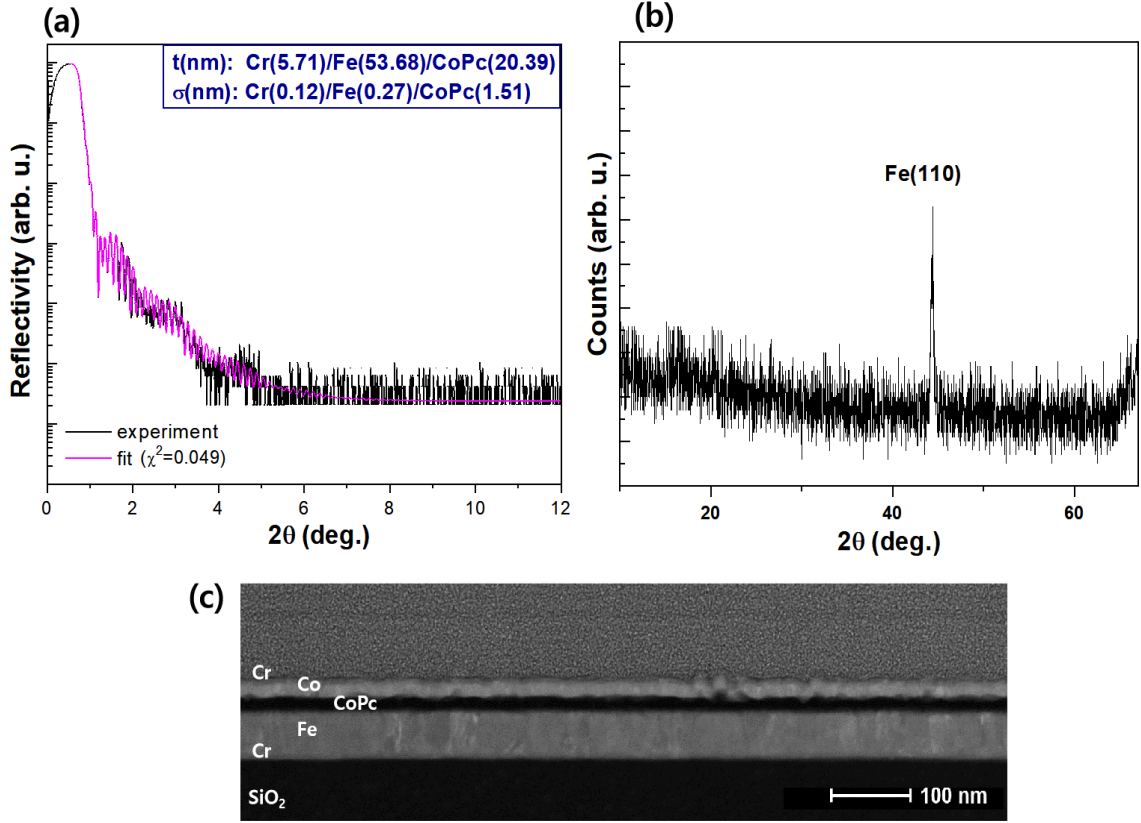 (a)
t(nm): Cr(5.71)/Fe(53.68)/CoPc(20.39)
σ(nm): Cr(0.12)/Fe(0.27)/CoPc(1.51)
Reflectivity (arb. u.)
experiment
fit (χ²=0.049)
0 2 4 6 8 10 12
2θ (deg.)
(b)
Fe(110)
Counts (arb. u.)
20 40 60
2θ (deg.)
(c)
Cr
Co
CoPc
Fe
Cr
SiO₂
100 nm